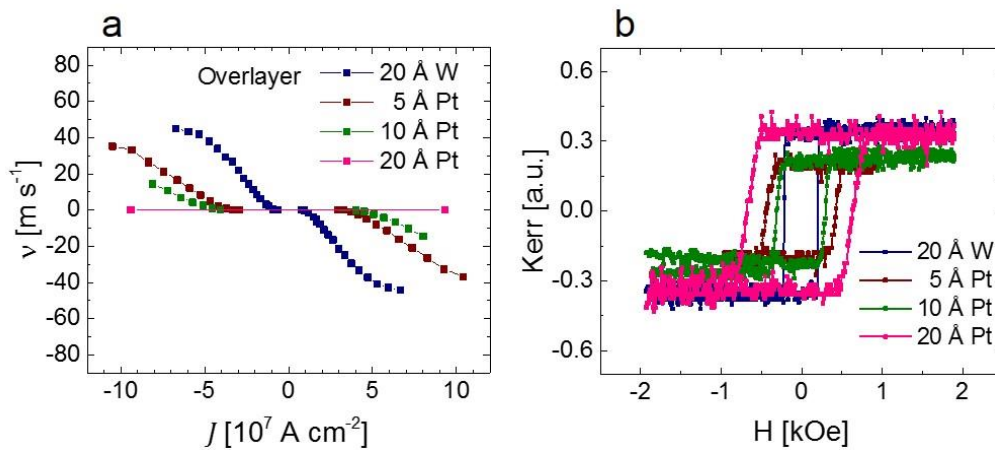 a
80
60
40
20
0
-20
-40
-60
-80
ν [m s⁻¹]
Overlayer
20 Å W
5 Å Pt
10 Å Pt
20 Å Pt
-10
-5
0
5
10
J [10⁷ A cm⁻²]
b
0.6
0.3
0.0
-0.3
-0.6
Kerr [a.u.]
20 Å W
5 Å Pt
10 Å Pt
20 Å Pt
-2
-1
0
1
2
H [kOe]